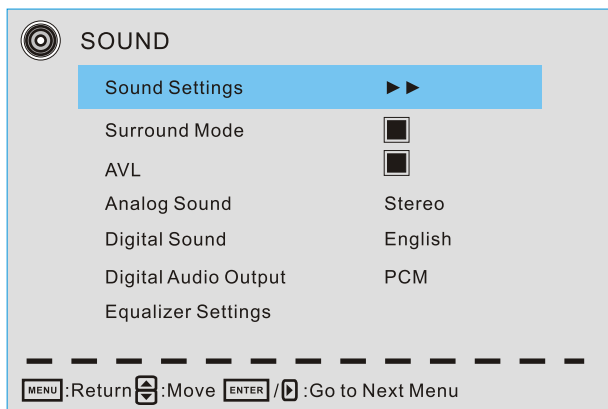 SOUND
Sound Settings
Surround Mode
AVL
Analog Sound Stereo
Digital Sound English
Digital Audio Output PCM
Equalizer Settings
MENU:Return :Move ENTER / :Go to Next Menu